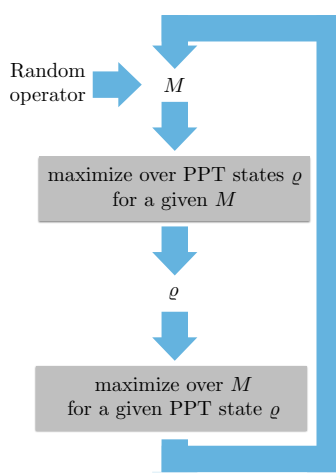 Random
operator
M
maximize over PPT states ϱ
for a given M
ϱ
maximize over M
for a given PPT state ϱ